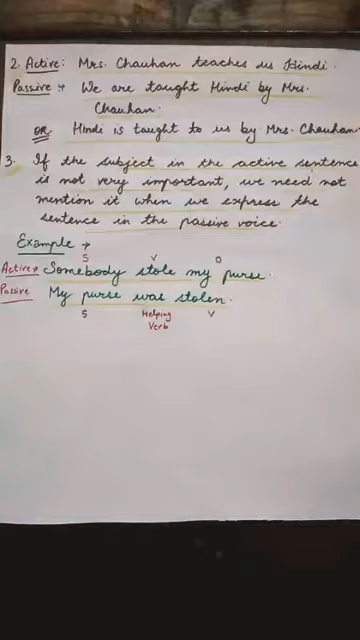 2. Active: Mrs. Chauhan teaches us Hindi.
Passive:→ We are taught Hindi by Mrs.
Chauhan.
OR Hindi is taught to us by Mrs. Chauhan
3. If the subject in the active sentence
is not very important, we need not
mention it when we express the
sentence in the passive voice.
Example →
S V O
Active→ Somebody stole my purse.
Passive My purse was stolen.
S Helping V
Verb